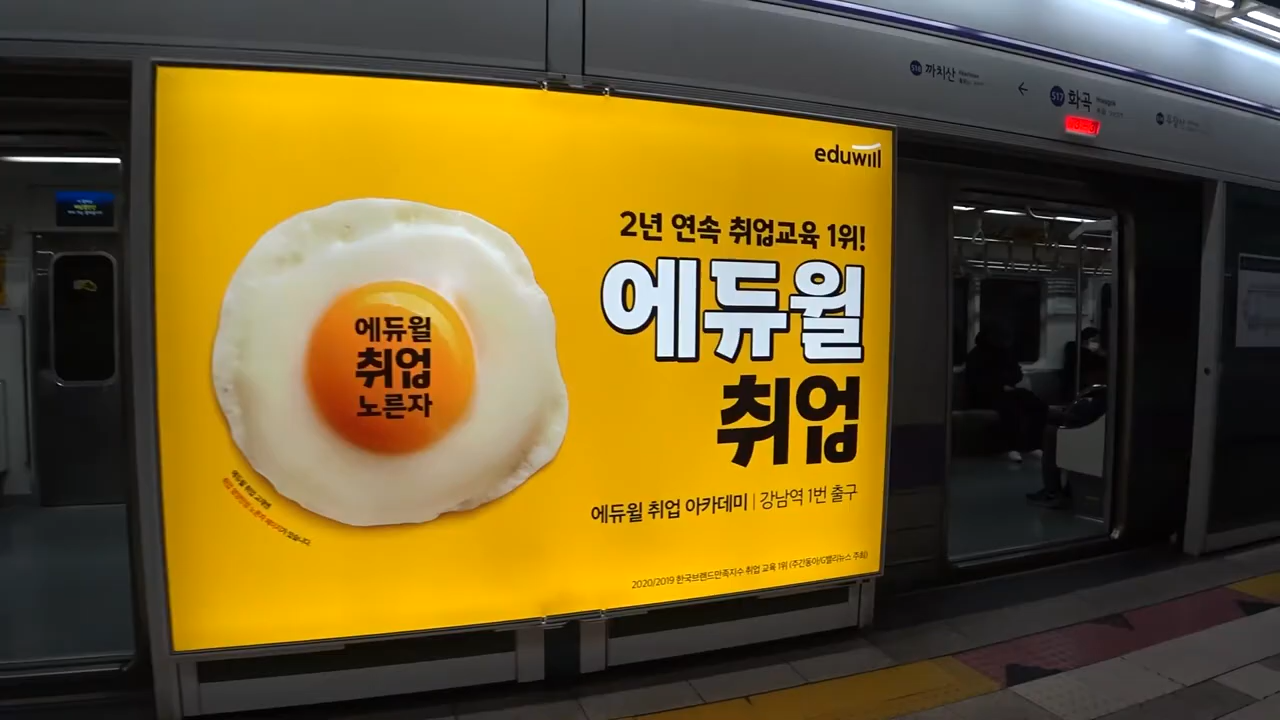 518 까치산
←
517 화곡
eduwill
2년 연속 취업교육 1위!
에듀윌
취업
에듀윌
취업
노른자
에듀윌 취업 아카데미 | 강남역 1번 출구
2020/2019 한국브랜드만족지수 취업 교육 1위 (주간동아/G밸리뉴스 주최)